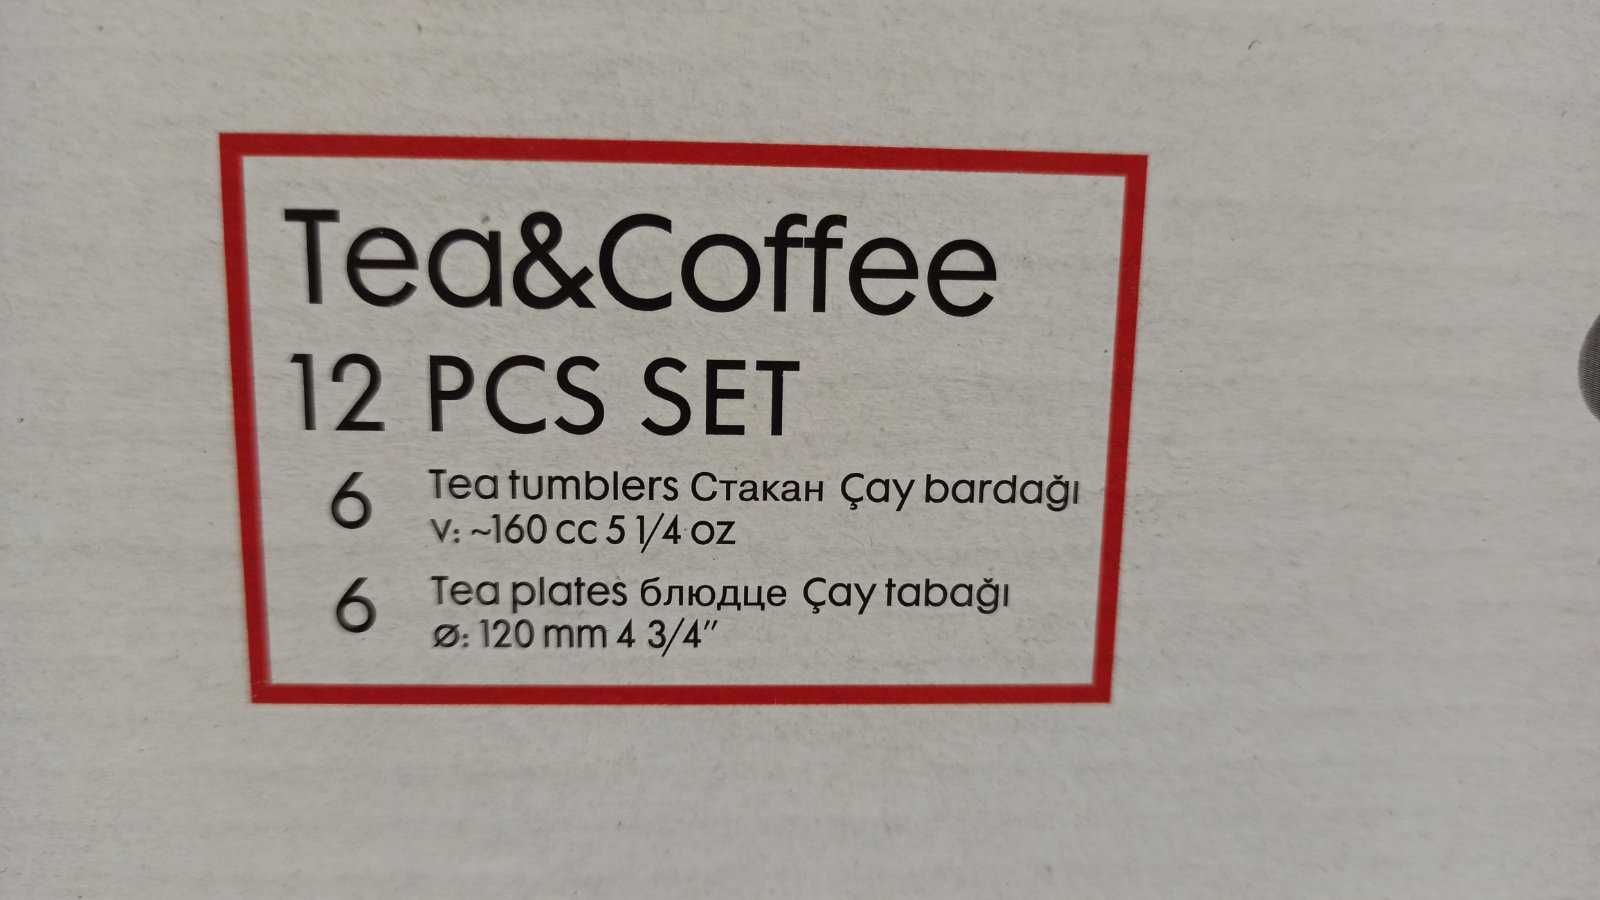 Tea&Coffee
12 PCS SET
6 Tea tumblers Стакан Çay bardağı
V: ~160 cc 5 1/4 oz
6 Tea plates блюдце Çay tabağı
Ø: 120 mm 4 3/4″